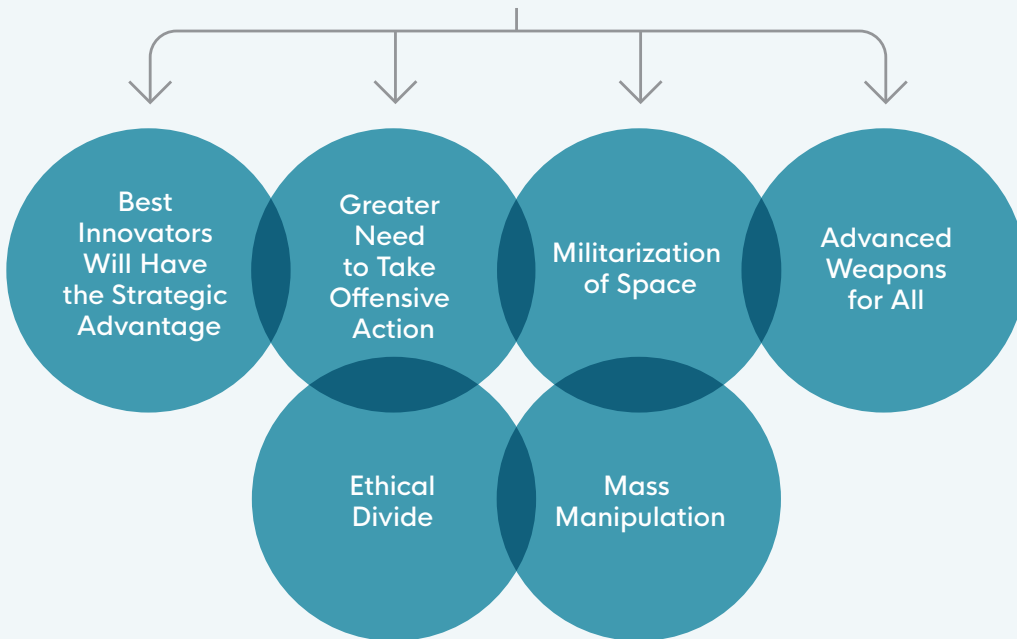 Best
Innovators
Will Have
the Strategic
Advantage
Greater
Need
to Take
Offensive
Action
Militarization
of Space
Advanced
Weapons
for All
Ethical
Divide
Mass
Manipulation